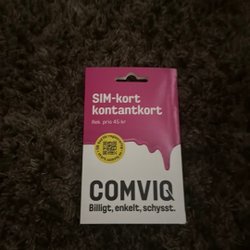 SIM-kort
kontantkort
Rek. pris 45 kr
COMVIQ
Billigt, enkelt, schysst.